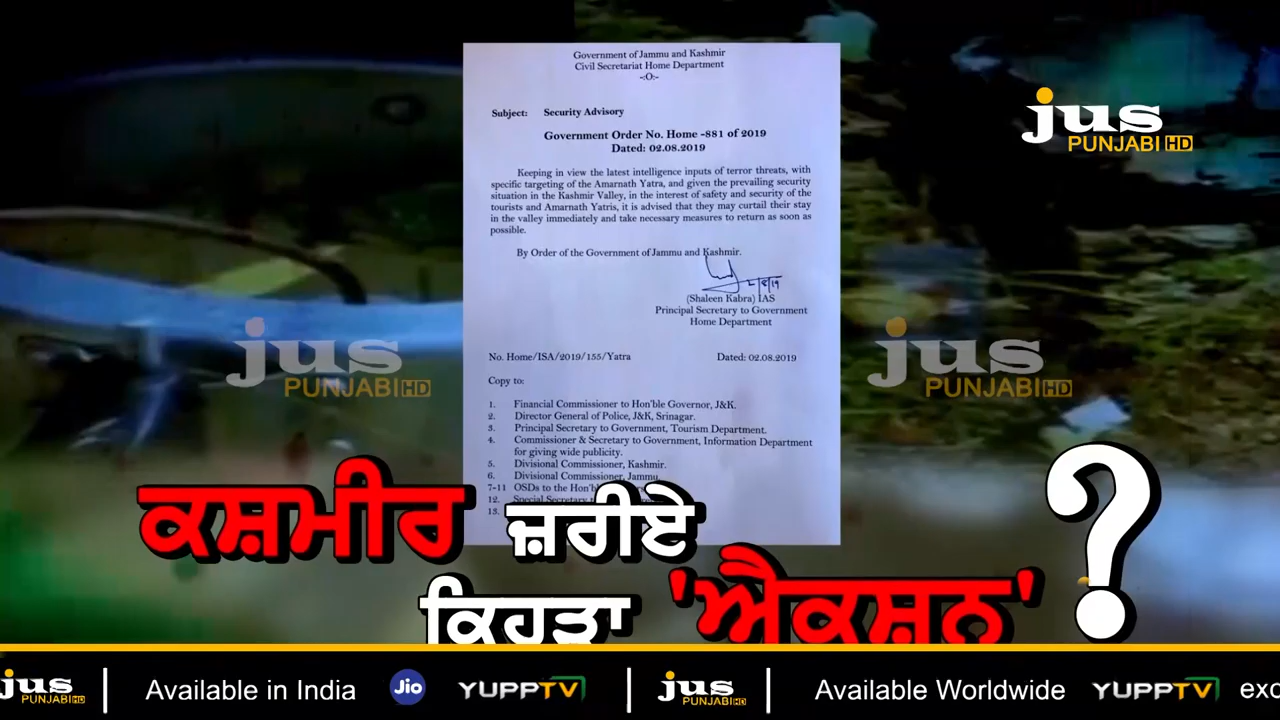 Government of Jammu and Kashmir
Civil Secretariat Home Department
-:O:-
Subject: Security Advisory
Government Order No. Home -881 of 2019
Dated: 02.08.2019
Keeping in view the latest intelligence inputs of terror threats, with
specific targeting of the Amarnath Yatra, and given the prevailing security
situation in the Kashmir Valley, in the interest of safety and security of the
tourists and Amarnath Yatris, it is advised that they may curtail their stay
in the valley immediately and take necessary measures to return as soon as
possible.
By Order of the Government of Jammu and Kashmir.
2/8/19
(Shaleen Kabra) IAS
Principal Secretary to Government
Home Department
No. Home/ISA/2019/155/Yatra Dated: 02.08.2019
Copy to:
1. Financial Commissioner to Hon'ble Governor, J&K.
2. Director General of Police, J&K, Srinagar.
3. Principal Secretary to Government, Tourism Department.
4. Commissioner & Secretary to Government, Information Department
for giving wide publicity.
5. Divisional Commissioner, Kashmir.
6. Divisional Commissioner, Jammu.
7-11 OSDs to the Hon'bl
12. Special Secretary
13.
jus
PUNJABI HD
jus
PUNJABI HD
jus
PUNJABI HD
ਕਸ਼ਮੀਰ ਜ਼ਰੀਏ
ਕਿਹੜਾ 'ਐਕਸ਼ਨ' ?
jus PUNJABI HD | Available in India Jio YUPPTV | jus PUNJABI HD | Available Worldwide YUPPTV exc